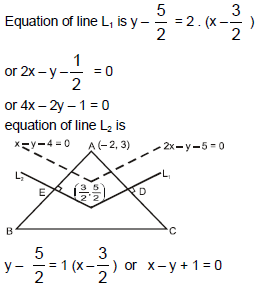 Equation of line L₁ is y – 5/2 = 2 . (x – 3/2)
or 2x – y – 1/2 = 0
or 4x – 2y – 1 = 0
equation of line L₂ is
x – y – 4 = 0 A (– 2, 3) 2x – y – 5 = 0
L₂ L₁
E (3/2, 5/2) D
B C
y – 5/2 = 1 (x – 3/2) or x – y + 1 = 0